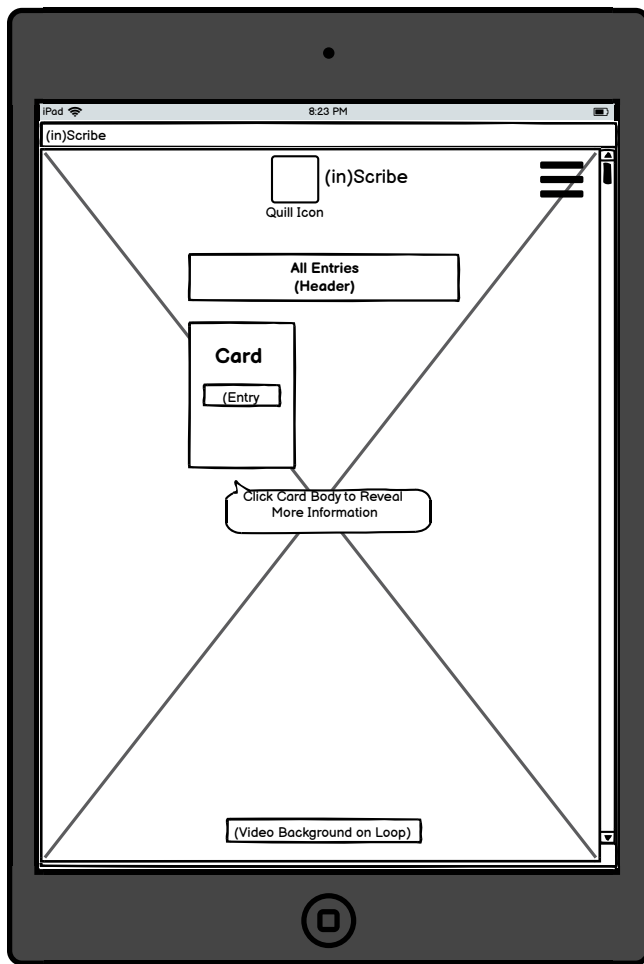 iPad
8:23 PM
(in)Scribe
(in)Scribe
Quill Icon
All Entries
(Header)
Card
(Entry
Click Card Body to Reveal
More Information
(Video Background on Loop)